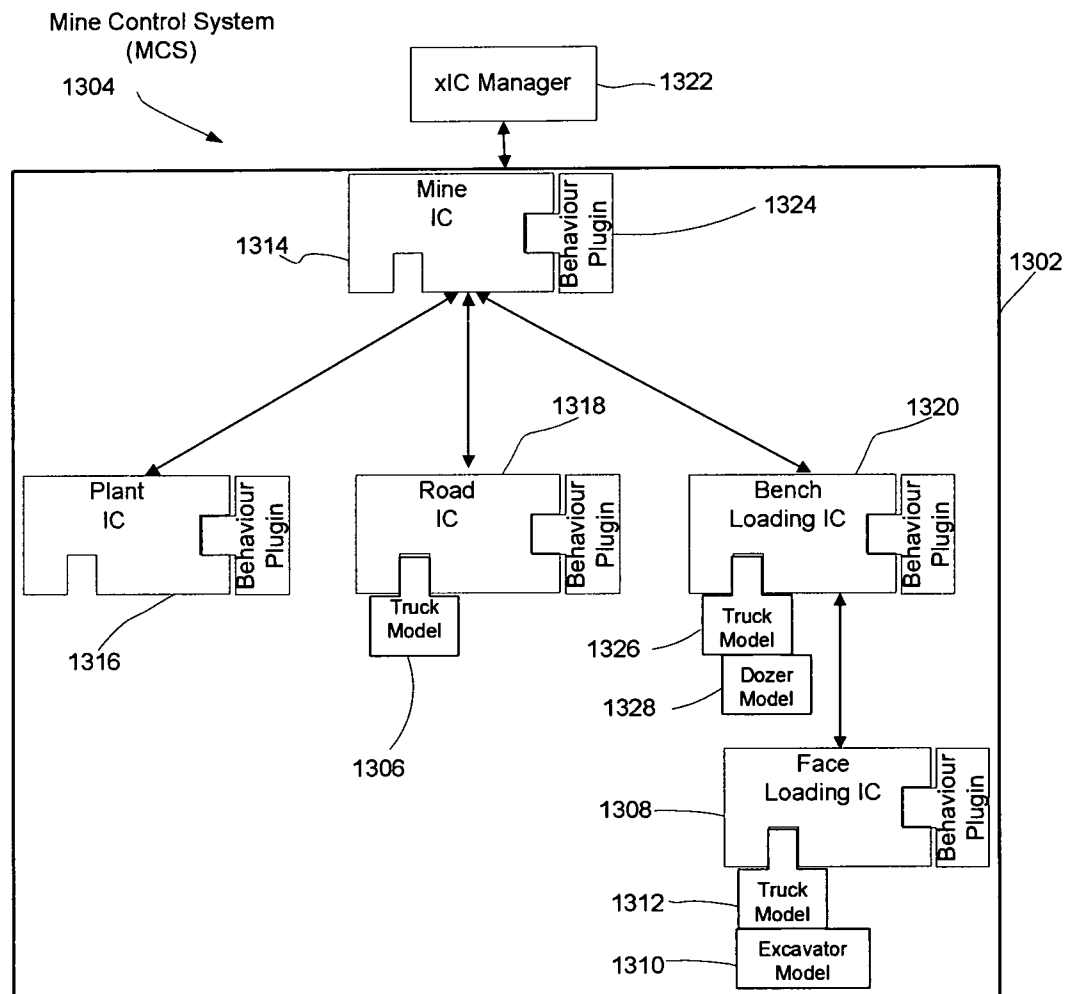 Mine Control System
(MCS)
1304
xIC Manager
1322
Mine
IC
Behaviour
Plugin
1324
1314
1302
1318
1320
Plant
IC
Behaviour
Plugin
Road
IC
Behaviour
Plugin
Bench
Loading IC
Behaviour
Plugin
1316
Truck
Model
1306
Truck
Model
1326
Dozer
Model
1328
Face
Loading IC
Behaviour
Plugin
1308
Truck
Model
1312
Excavator
Model
1310